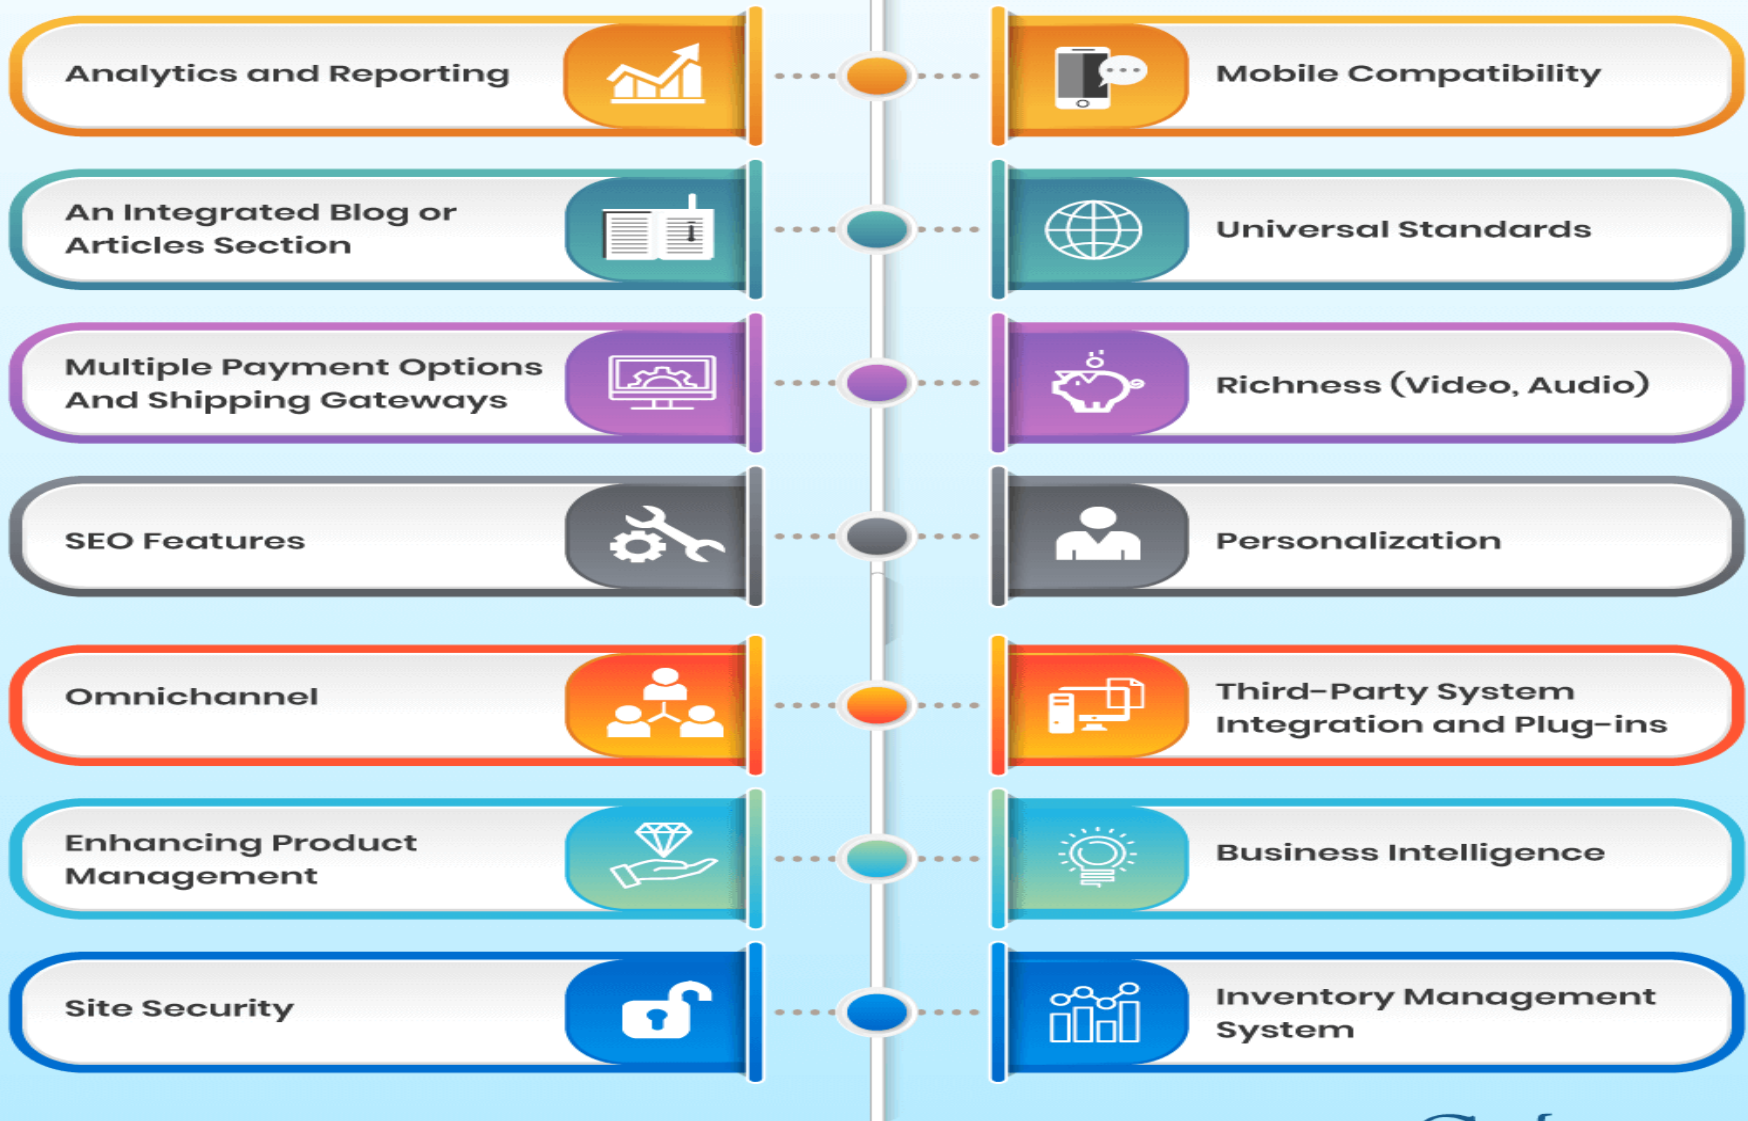 Analytics and Reporting
Mobile Compatibility
An Integrated Blog or
Articles Section
Universal Standards
Multiple Payment Options
And Shipping Gateways
Richness (Video, Audio)
SEO Features
Personalization
Omnichannel
Third-Party System
Integration and Plug-ins
Enhancing Product
Management
Business Intelligence
Site Security
Inventory Management
System